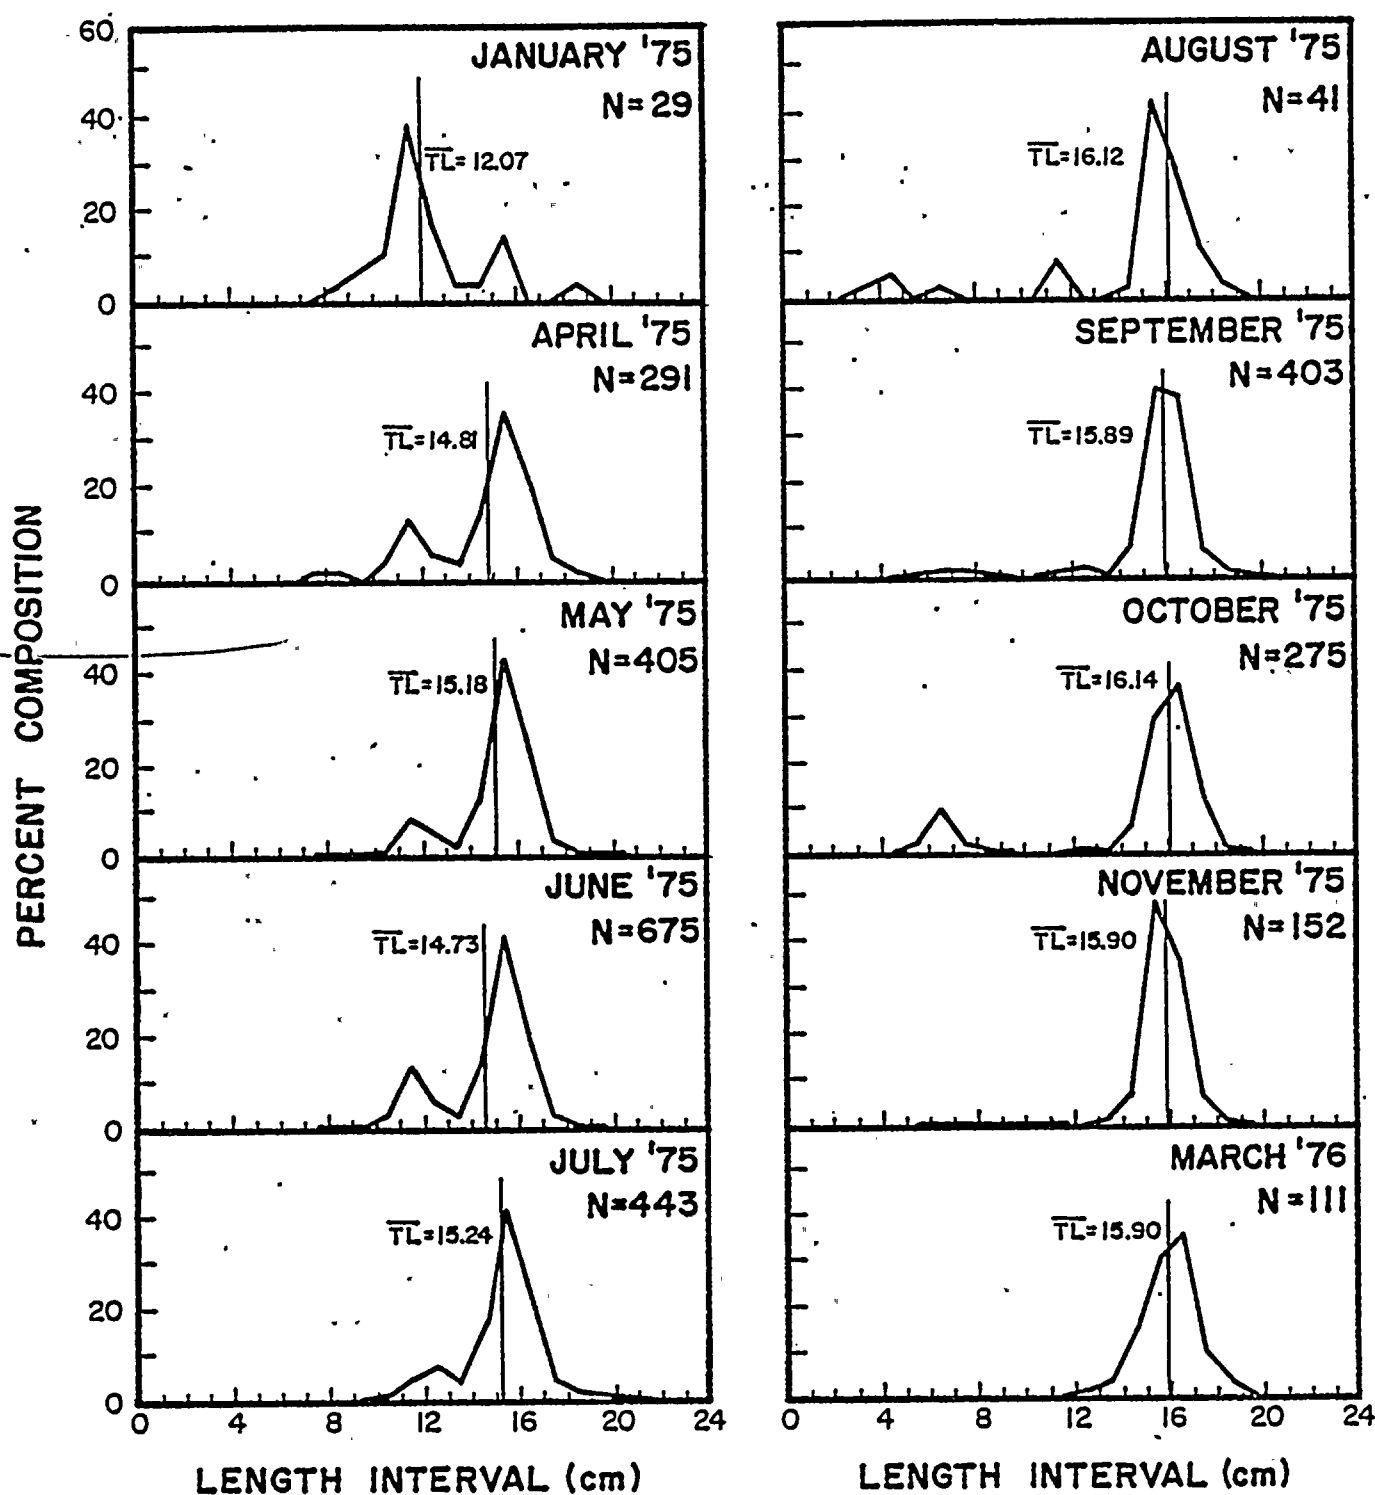 PERCENT COMPOSITION
60
40
20
0
JANUARY '75
N=29
TL=12.07
40
20
0
APRIL '75
N=291
TL=14.81
40
20
0
MAY '75
N=405
TL=15.18
40
20
0
JUNE '75
N=675
TL=14.73
40
20
0
JULY '75
N=443
TL=15.24
0 4 8 12 16 20 24
LENGTH INTERVAL (cm)
AUGUST '75
N=41
TL=16.12
SEPTEMBER '75
N=403
TL=15.89
OCTOBER '75
N=275
TL=16.14
NOVEMBER '75
N=152
TL=15.90
MARCH '76
N=111
TL=15.90
0 4 8 12 16 20 24
LENGTH INTERVAL (cm)